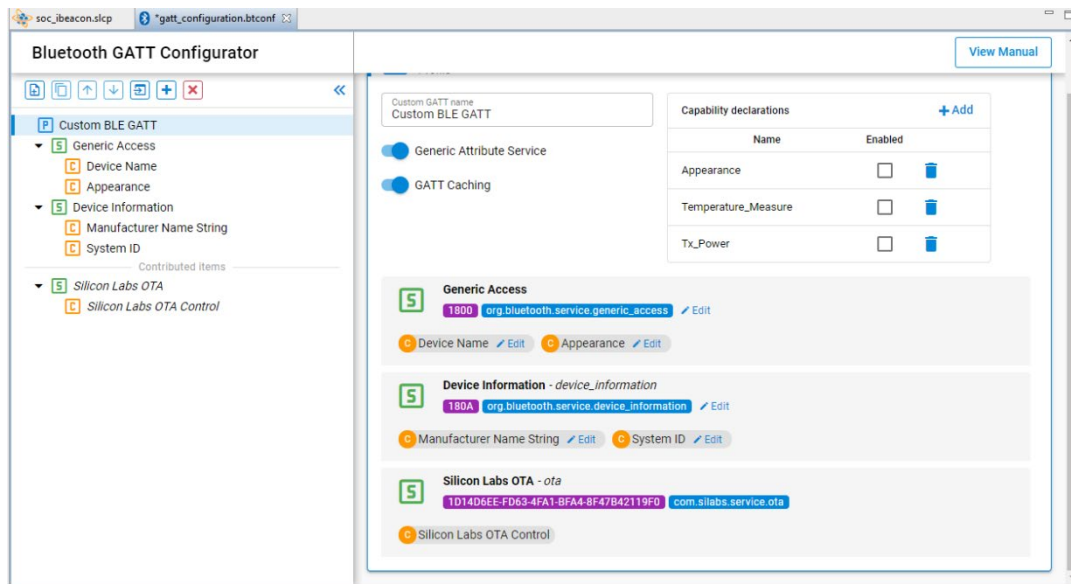 soc_ibeacon.slcp
*gatt_configuration.btconf
Bluetooth GATT Configurator
View Manual
P Custom BLE GATT
S Generic Access
C Device Name
C Appearance
S Device Information
C Manufacturer Name String
C System ID
Contributed items
S Silicon Labs OTA
C Silicon Labs OTA Control
Custom GATT name
Custom BLE GATT
Generic Attribute Service
GATT Caching
Capability declarations
Add
Name Enabled
Appearance
Temperature_Measure
Tx_Power
S Generic Access
1800 org.bluetooth.service.generic_access Edit
C Device Name Edit C Appearance Edit
S Device Information - device_information
180A org.bluetooth.service.device_information Edit
C Manufacturer Name String Edit C System ID Edit
S Silicon Labs OTA - ota
1D14D6EE-FD63-4FA1-BFA4-8F47B42119F0 com.silabs.service.ota
C Silicon Labs OTA Control